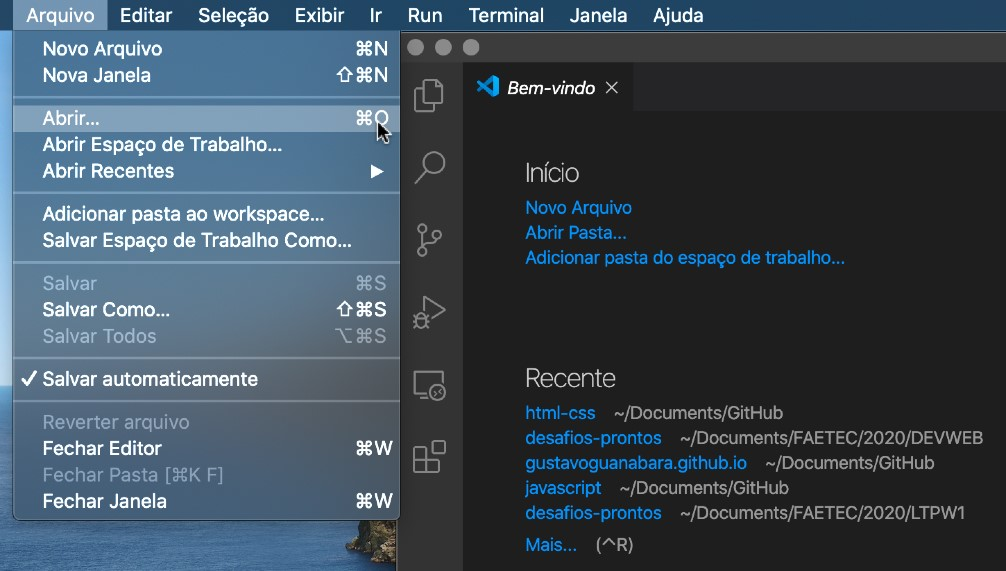 Arquivo Editar Seleção Exibir Ir Run Terminal Janela Ajuda
Novo Arquivo ⌘N
Nova Janela ⇧⌘N
Abrir... ⌘O
Abrir Espaço de Trabalho...
Abrir Recentes ▶
Adicionar pasta ao workspace...
Salvar Espaço de Trabalho Como...
Salvar ⌘S
Salvar Como... ⇧⌘S
Salvar Todos ⌥⌘S
✓ Salvar automaticamente
Reverter arquivo
Fechar Editor ⌘W
Fechar Pasta [⌘K F]
Fechar Janela ⌘W
Bem-vindo ×
Início
Novo Arquivo
Abrir Pasta...
Adicionar pasta do espaço de trabalho...
Recente
html-css ~/Documents/GitHub
desafios-prontos ~/Documents/FAETEC/2020/DEVWEB
gustavoguanabara.github.io ~/Documents/GitHub
javascript ~/Documents/GitHub
desafios-prontos ~/Documents/FAETEC/2020/LTPW1
Mais... (^R)